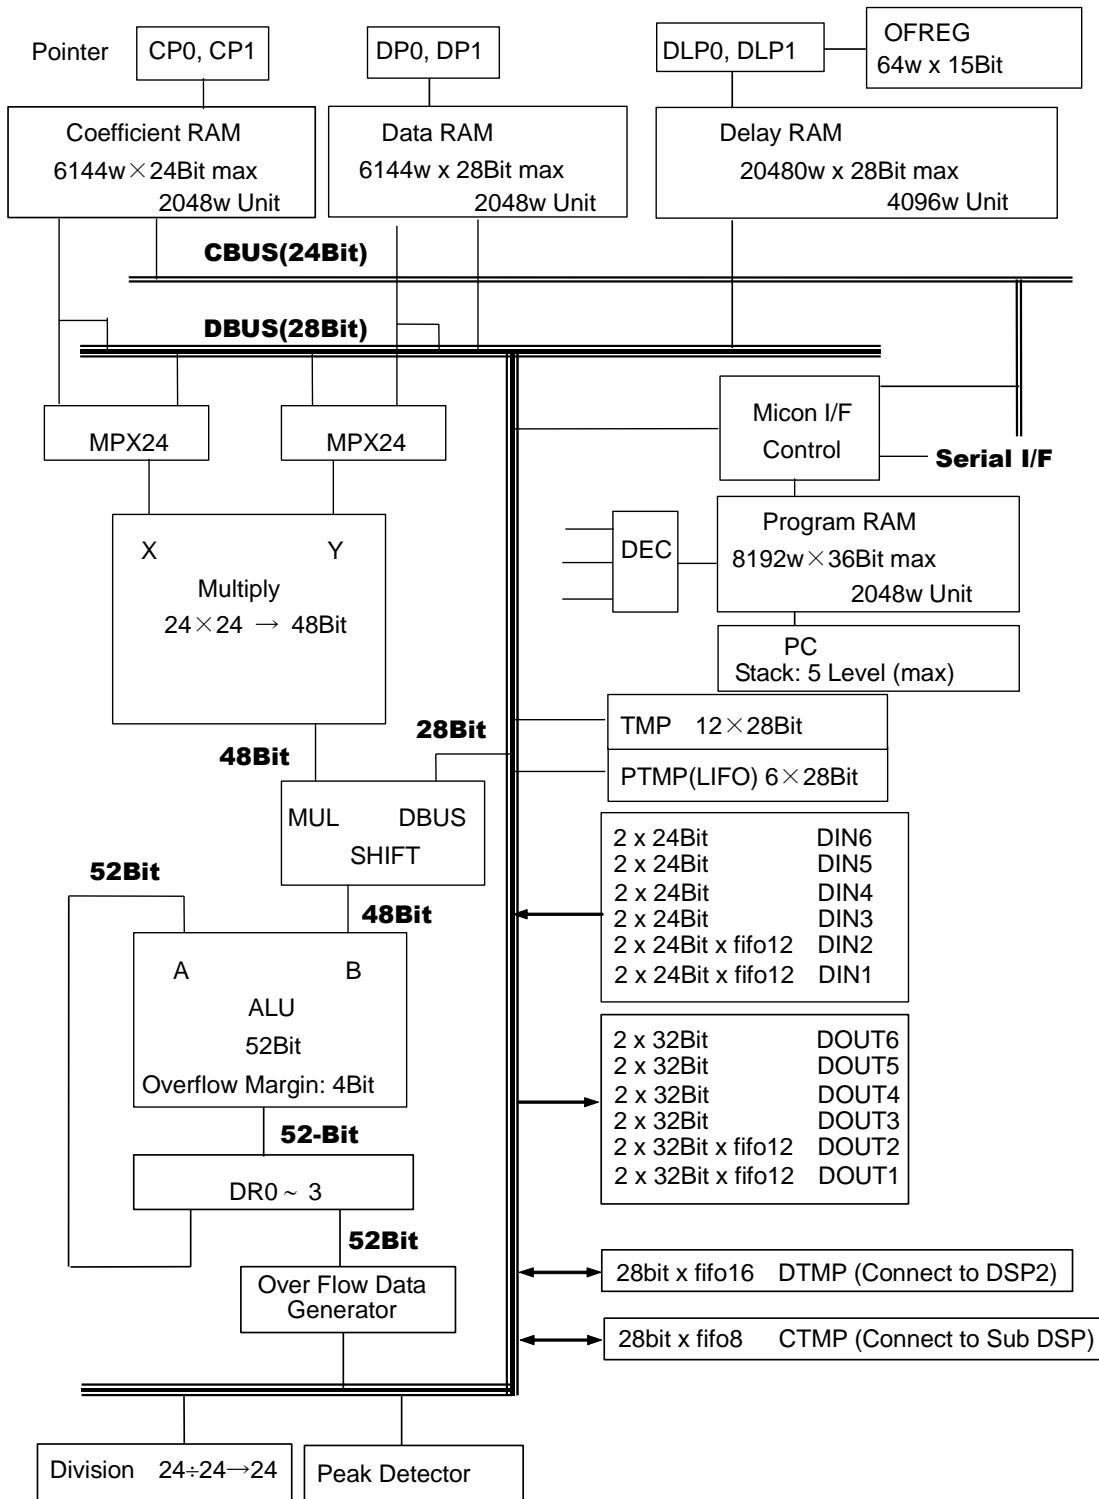 Pointer
CP0, CP1
DP0, DP1
DLP0, DLP1
OFREG
64w x 15Bit
Coefficient RAM
6144w×24Bit max
2048w Unit
Data RAM
6144w x 28Bit max
2048w Unit
Delay RAM
20480w x 28Bit max
4096w Unit
CBUS(24Bit)
DBUS(28Bit)
MPX24
MPX24
Micon I/F
Control
Serial I/F
X Y
Multiply
24×24 → 48Bit
DEC
Program RAM
8192w×36Bit max
2048w Unit
PC
Stack: 5 Level (max)
48Bit
28Bit
TMP 12×28Bit
PTMP(LIFO) 6×28Bit
MUL DBUS
SHIFT
52Bit
48Bit
2 x 24Bit DIN6
2 x 24Bit DIN5
2 x 24Bit DIN4
2 x 24Bit DIN3
2 x 24Bit x fifo12 DIN2
2 x 24Bit x fifo12 DIN1
A B
ALU
52Bit
Overflow Margin: 4Bit
2 x 32Bit DOUT6
2 x 32Bit DOUT5
2 x 32Bit DOUT4
2 x 32Bit DOUT3
2 x 32Bit x fifo12 DOUT2
2 x 32Bit x fifo12 DOUT1
52-Bit
DR0 ~ 3
52Bit
Over Flow Data
Generator
28bit x fifo16 DTMP (Connect to DSP2)
28bit x fifo8 CTMP (Connect to Sub DSP)
Division 24÷24→24
Peak Detector